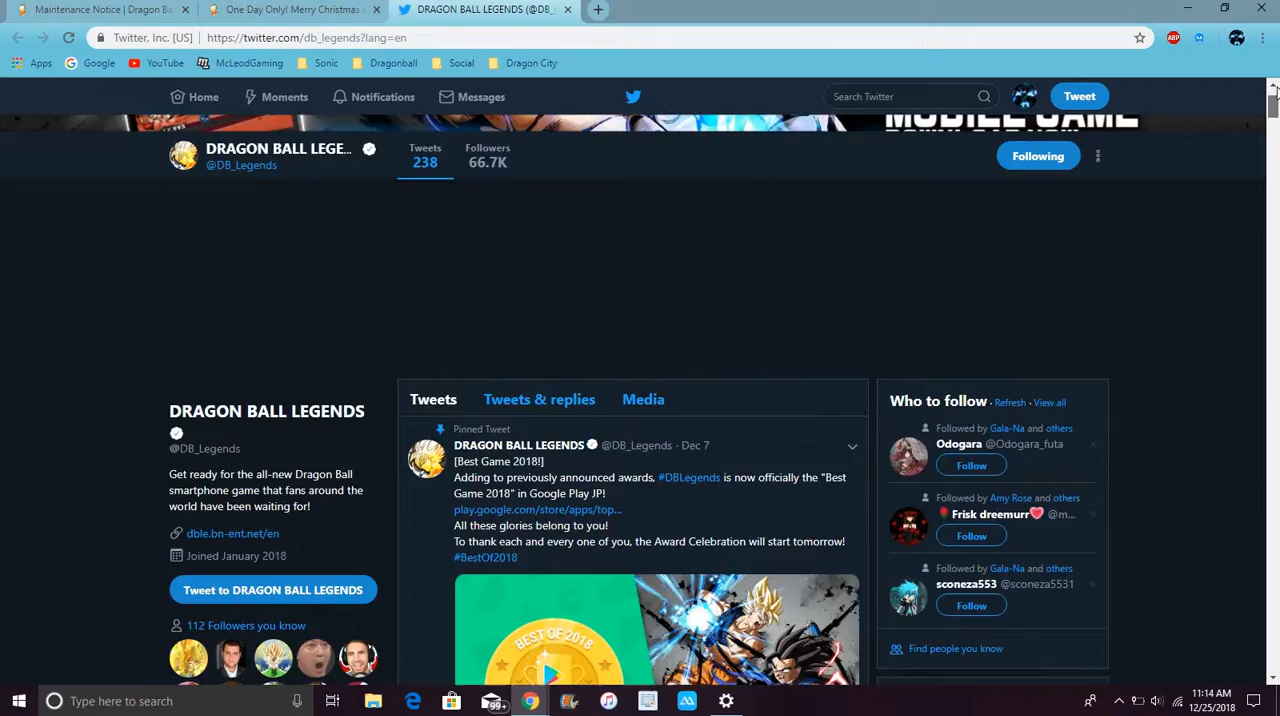 Maintenance Notice | Dragon Ba
One Day Only! Merry Christmas
DRAGON BALL LEGENDS (@DB_
Twitter, Inc. [US] https://twitter.com/db_legends?lang=en
ABP
Apps Google YouTube McLeodGaming Sonic Dragonball Social Dragon City
Home Moments Notifications Messages Search Twitter Tweet
MOBILE GAME
DRAGON BALL LEGE...
@DB_Legends
Tweets
238
Followers
66.7K
Following
DRAGON BALL LEGENDS
@DB_Legends
Get ready for the all-new Dragon Ball
smartphone game that fans around the
world have been waiting for!
dble.bn-ent.net/en
Joined January 2018
Tweet to DRAGON BALL LEGENDS
112 Followers you know
Tweets Tweets & replies Media
Pinned Tweet
DRAGON BALL LEGENDS @DB_Legends · Dec 7
[Best Game 2018!]
Adding to previously announced awards, #DBLegends is now officially the "Best
Game 2018" in Google Play JP!
play.google.com/store/apps/top...
All these glories belong to you!
To thank each and every one of you, the Award Celebration will start tomorrow!
#BestOf2018
BEST OF 2018
Who to follow · Refresh · View all
Followed by Gala-Na and others
Odogara @Odogara_futa
Follow
Followed by Amy Rose and others
🌹Frisk dreemurr❤ @m...
Follow
Followed by Gala-Na and others
sconeza553 @sconeza5531
Follow
Find people you know
Type here to search
99+
11:14 AM
12/25/2018